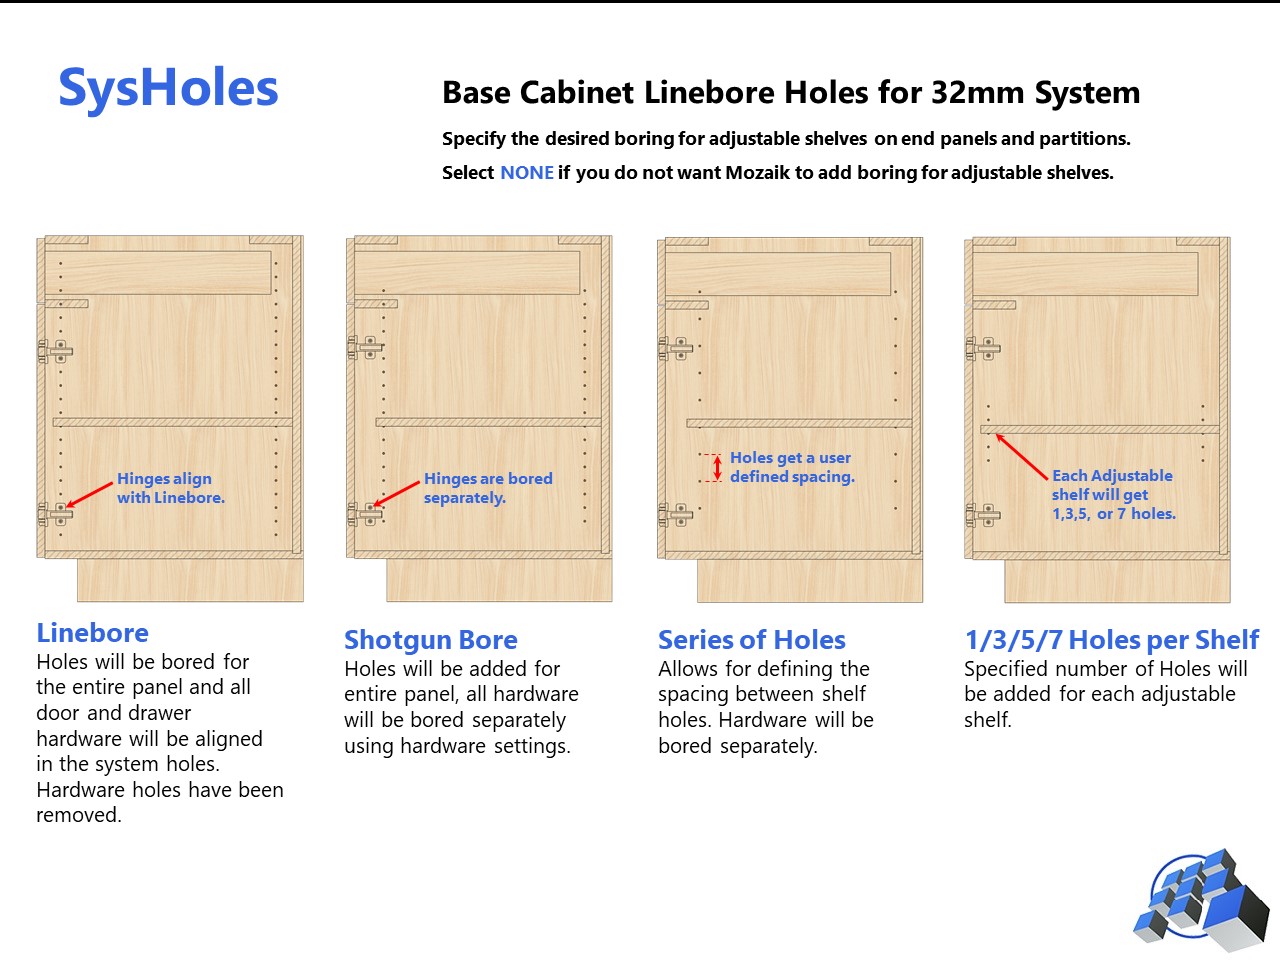 SysHoles
Base Cabinet Linebore Holes for 32mm System
Specify the desired boring for adjustable shelves on end panels and partitions.
Select NONE if you do not want Mozaik to add boring for adjustable shelves.
Hinges align
with Linebore.
Hinges are bored
separately.
Holes get a user
defined spacing.
Each Adjustable
shelf will get
1,3,5, or 7 holes.
Linebore
Holes will be bored for
the entire panel and all
door and drawer
hardware will be aligned
in the system holes.
Hardware holes have been
removed.
Shotgun Bore
Holes will be added for
entire panel, all hardware
will be bored separately
using hardware settings.
Series of Holes
Allows for defining the
spacing between shelf
holes. Hardware will be
bored separately.
1/3/5/7 Holes per Shelf
Specified number of Holes will
be added for each adjustable
shelf.